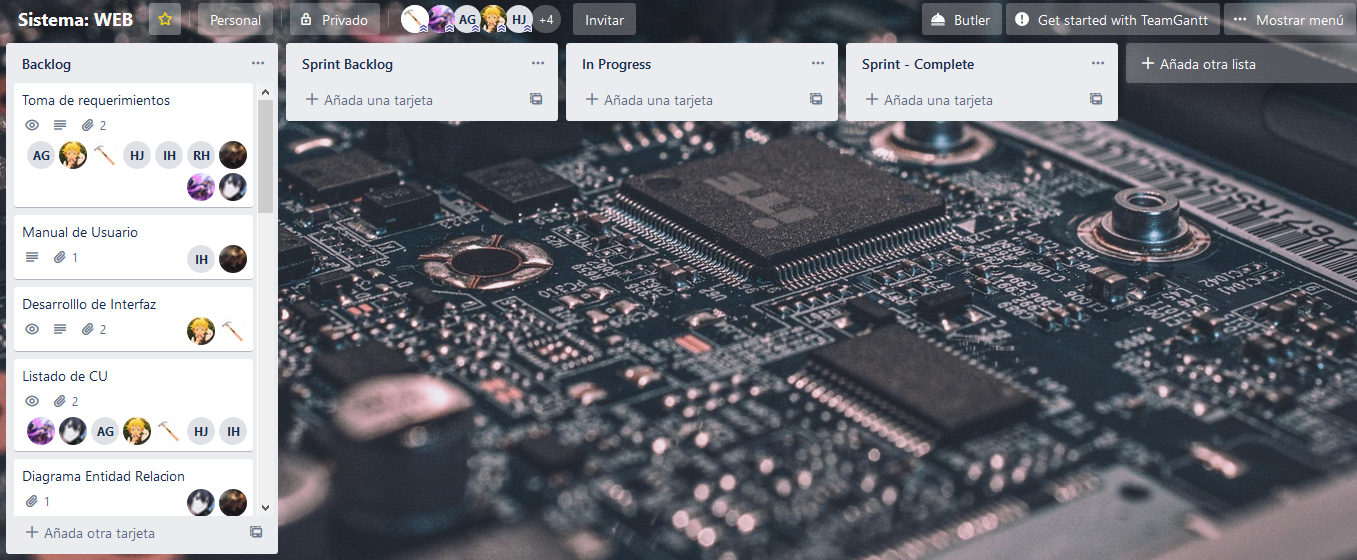 Sistema: WEB
Personal
Privado
AG
HJ
+4
Invitar
Butler
Get started with TeamGantt
Mostrar menú
Backlog
Toma de requerimientos
2
AG HJ IH RH
Manual de Usuario
1
IH
Desarrolllo de Interfaz
2
Listado de CU
2
AG HJ IH
Diagrama Entidad Relacion
1
Añada otra tarjeta
Sprint Backlog
Añada una tarjeta
In Progress
Añada una tarjeta
Sprint - Complete
Añada una tarjeta
Añada otra lista